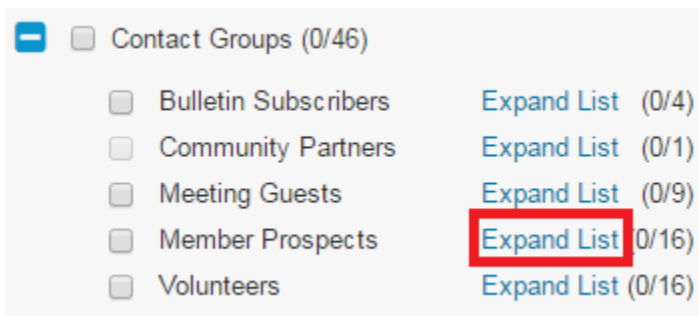 Contact Groups (0/46)
Bulletin Subscribers Expand List (0/4)
Community Partners Expand List (0/1)
Meeting Guests Expand List (0/9)
Member Prospects Expand List (0/16)
Volunteers Expand List (0/16)